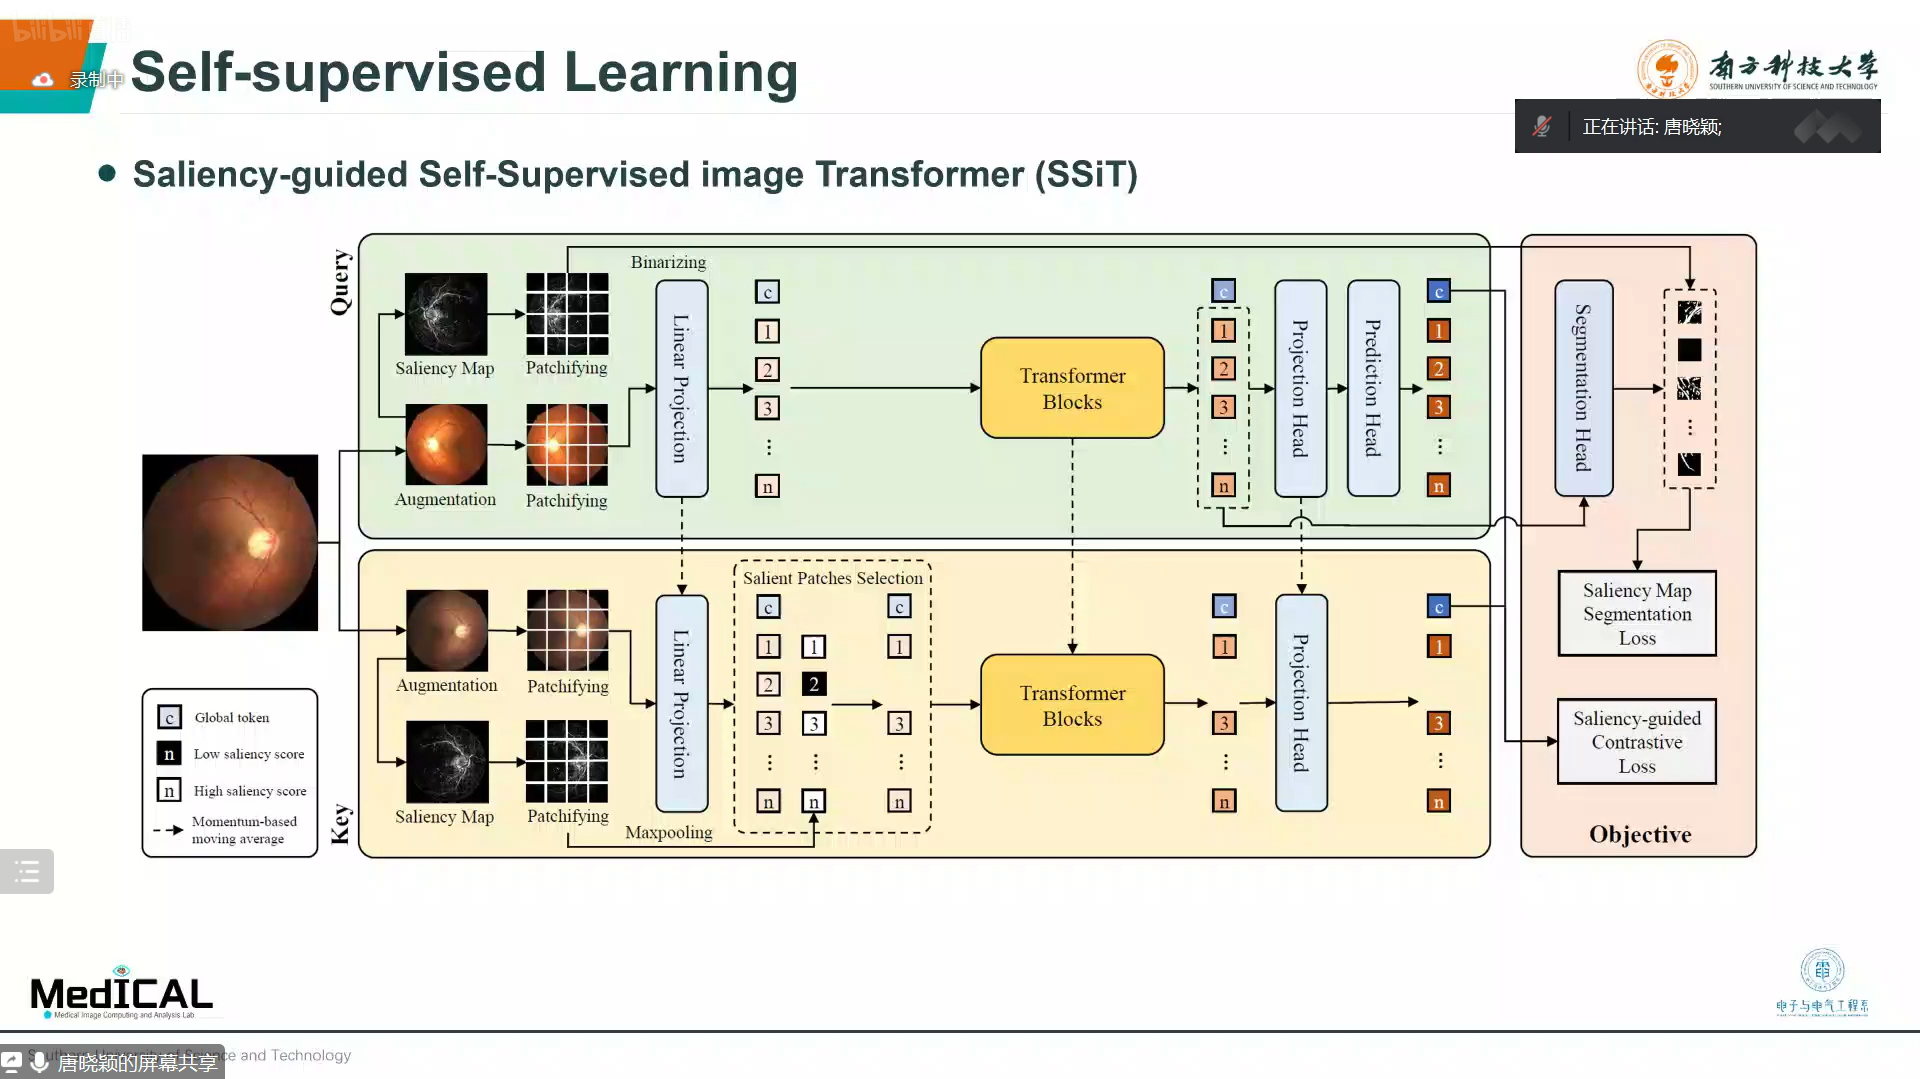 bilibili
录制中
Self-supervised Learning
南方科技大学
SOUTHERN UNIVERSITY OF SCIENCE AND TECHNOLOGY
正在讲话: 唐晓颖;
Saliency-guided Self-Supervised image Transformer (SSiT)
Query
Saliency Map
Patchifying
Binarizing
Augmentation
Patchifying
Linear Projection
c
1
2
3
⋮
n
Transformer
Blocks
c
1
2
3
⋮
n
Projection Head
Prediction Head
c
1
2
3
⋮
n
Segmentation Head
⋮
Key
Augmentation
Patchifying
Saliency Map
Patchifying
Maxpooling
Linear Projection
Salient Patches Selection
c
1
2
3
⋮
n
1
2
3
⋮
n
c
1
3
⋮
n
Transformer
Blocks
c
1
3
⋮
n
Projection Head
c
1
3
⋮
n
Saliency Map
Segmentation
Loss
Saliency-guided
Contrastive
Loss
Objective
c Global token
n Low saliency score
n High saliency score
Momentum-based
moving average
MedICAL
Medical Image Computing and Analysis Lab
电子与电气工程系
ce and Technology
唐晓颖的屏幕共享